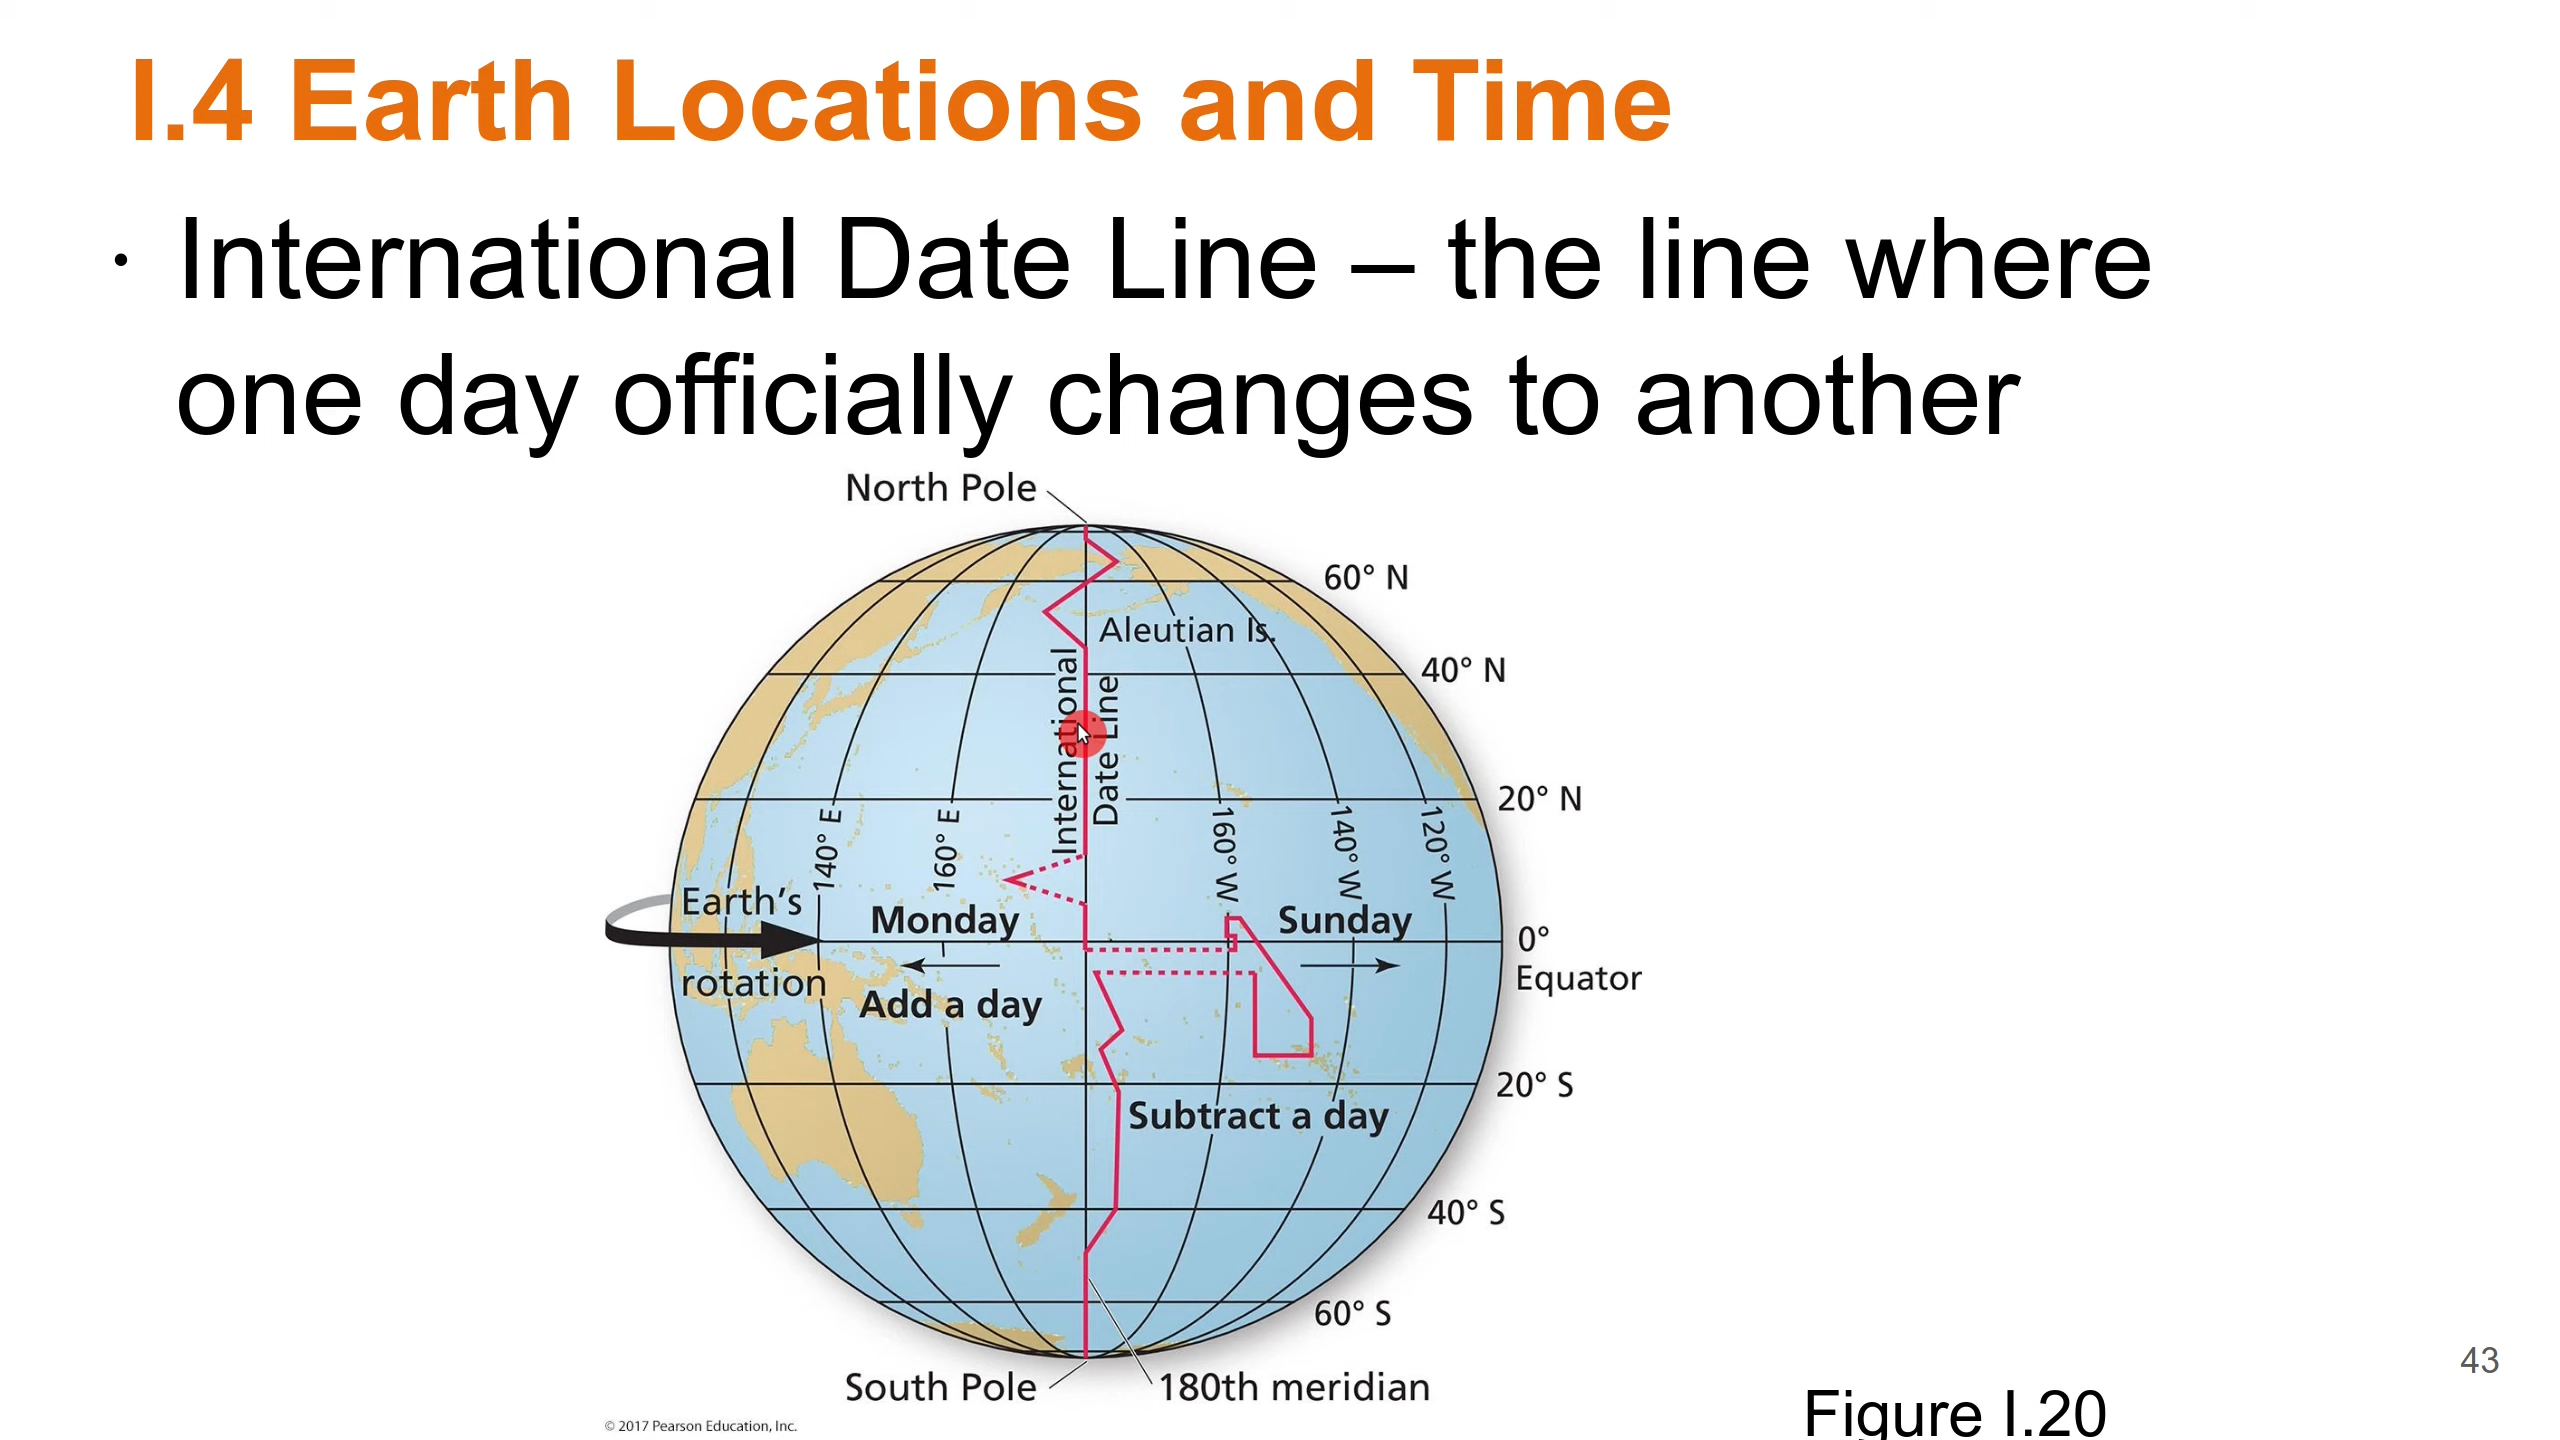 I.4 Earth Locations and Time
• International Date Line – the line where
one day officially changes to another
North Pole
60° N
Aleutian Is.
40° N
International
Date Line
20° N
140° E
160° E
160° W
140° W
120° W
Earth's
rotation
Monday
Sunday
0°
Equator
Add a day
20° S
Subtract a day
40° S
60° S
South Pole
180th meridian
43
Figure I.20
© 2017 Pearson Education, Inc.